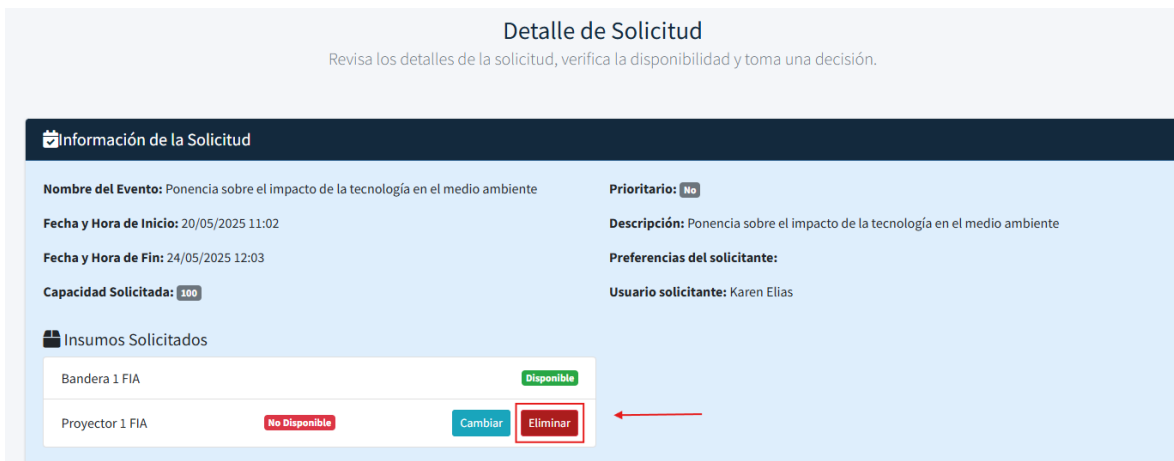 Detalle de Solicitud
Revisa los detalles de la solicitud, verifica la disponibilidad y toma una decisión.
Información de la Solicitud
Nombre del Evento: Ponencia sobre el impacto de la tecnología en el medio ambiente
Prioritario: No
Fecha y Hora de Inicio: 20/05/2025 11:02
Descripción: Ponencia sobre el impacto de la tecnología en el medio ambiente
Fecha y Hora de Fin: 24/05/2025 12:03
Preferencias del solicitante:
Capacidad Solicitada: 100
Usuario solicitante: Karen Elias
Insumos Solicitados
Bandera 1 FIA Disponible
Proyector 1 FIA No Disponible Cambiar Eliminar